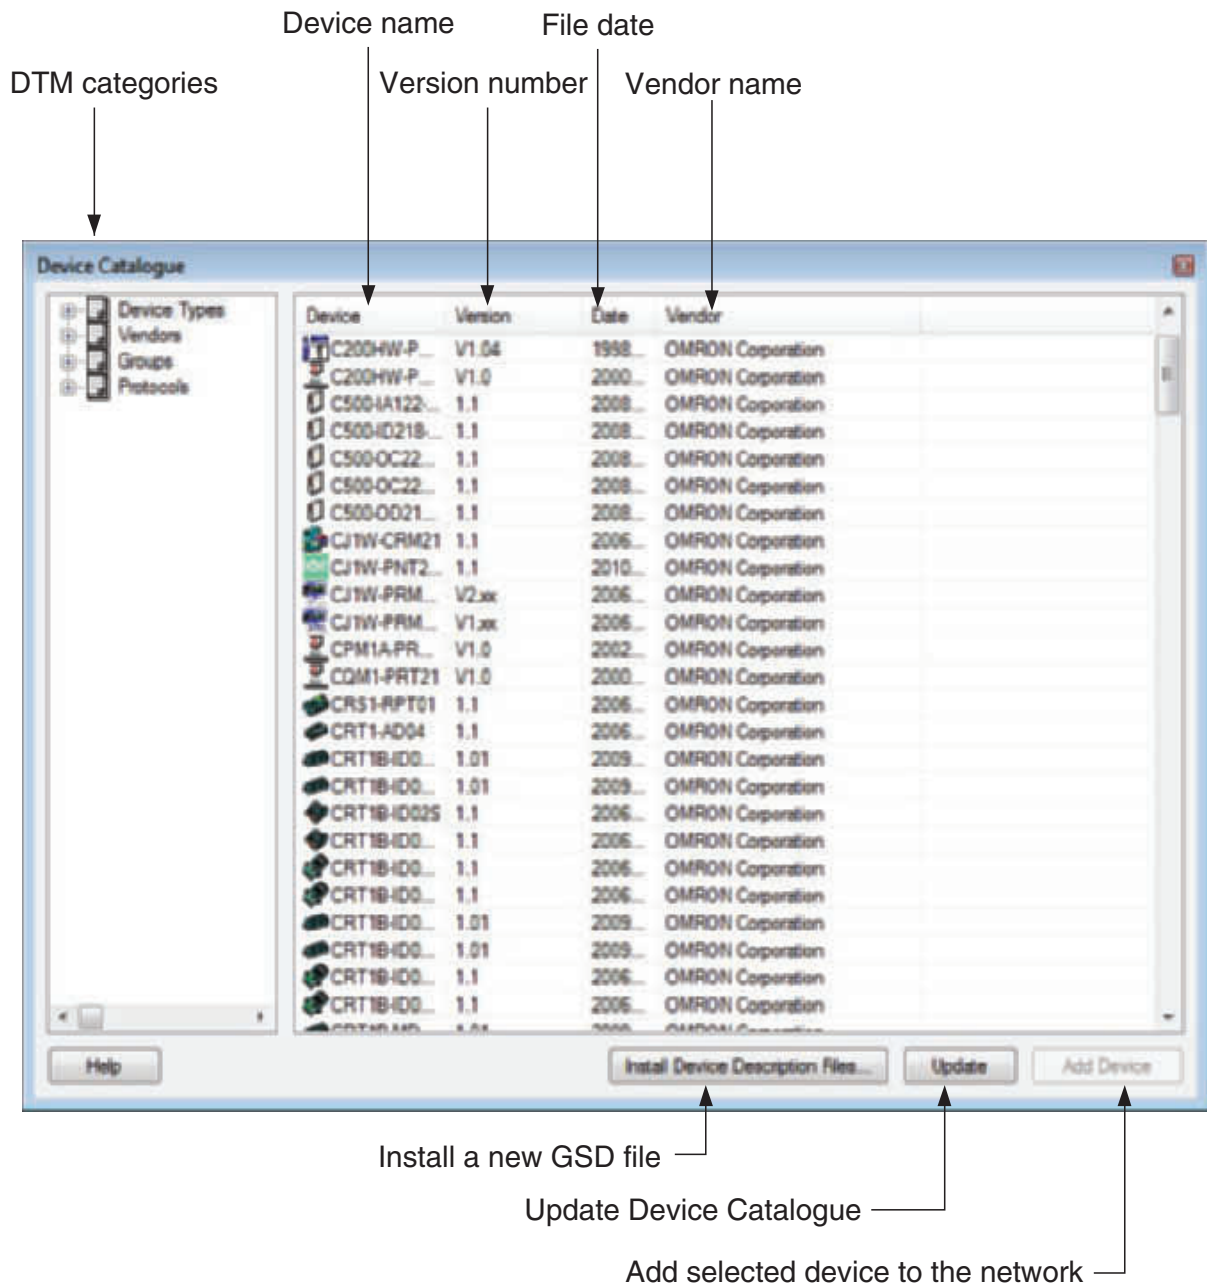 Device name
File date
DTM categories
Version number
Vendor name
Device Catalogue
Device Types
Vendors
Groups
Protocols
Device Version Date Vendor
C200HW-P... V1.04 1998... OMRON Corporation
C200HW-P... V1.0 2000... OMRON Corporation
C500-IA122-... 1.1 2008... OMRON Corporation
C500-ID218-... 1.1 2008... OMRON Corporation
C500-OC22... 1.1 2008... OMRON Corporation
C500-OC22... 1.1 2008... OMRON Corporation
C500-OD21... 1.1 2008... OMRON Corporation
CJ1W-CRM21 1.1 2006... OMRON Corporation
CJ1W-PNT2... 1.1 2010... OMRON Corporation
CJ1W-PRM... V2.xx 2006... OMRON Corporation
CJ1W-PRM... V1.xx 2006... OMRON Corporation
CPM1A-PR... V1.0 2002... OMRON Corporation
CQM1-PRT21 V1.0 2000... OMRON Corporation
CRS1-RPT01 1.1 2006... OMRON Corporation
CRT1-AD04 1.1 2006... OMRON Corporation
CRT1B-ID0... 1.01 2009... OMRON Corporation
CRT1B-ID0... 1.01 2009... OMRON Corporation
CRT1B-ID02S 1.1 2006... OMRON Corporation
CRT1B-ID0... 1.1 2006... OMRON Corporation
CRT1B-ID0... 1.1 2006... OMRON Corporation
CRT1B-ID0... 1.1 2006... OMRON Corporation
CRT1B-ID0... 1.01 2009... OMRON Corporation
CRT1B-ID0... 1.01 2009... OMRON Corporation
CRT1B-ID0... 1.1 2006... OMRON Corporation
CRT1B-ID0... 1.1 2006... OMRON Corporation
Help
Install Device Description Files...
Update
Add Device
Install a new GSD file
Update Device Catalogue
Add selected device to the network